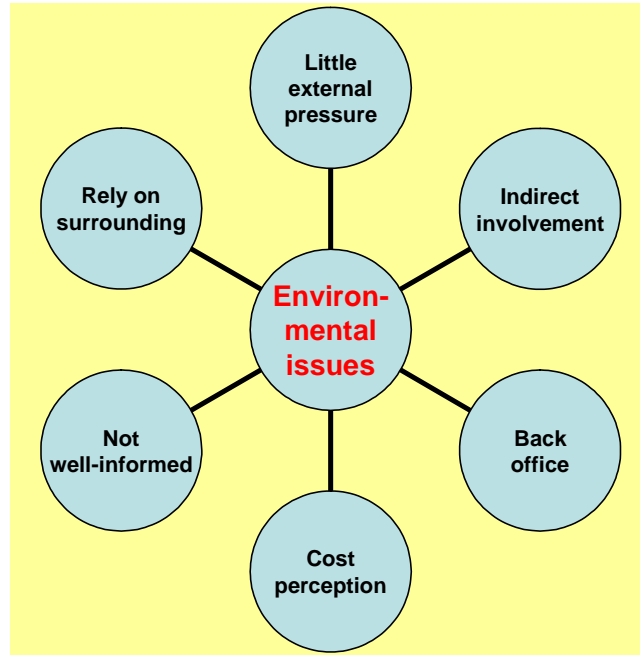 Little
external
pressure
Rely on
surrounding
Indirect
involvement
Environ-
mental
issues
Not
well-informed
Back
office
Cost
perception